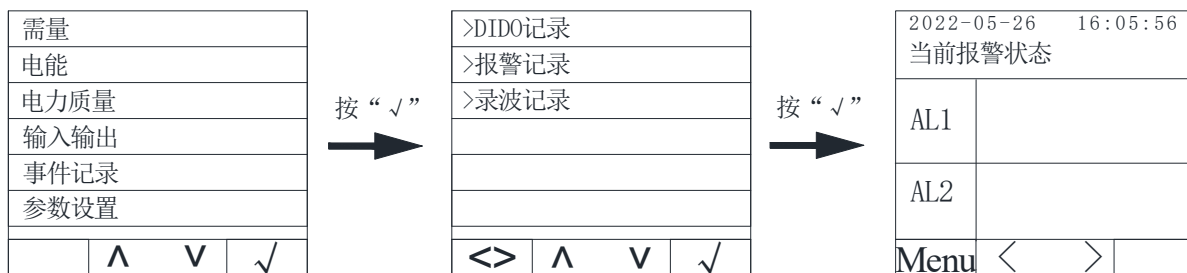 需量
电能
电力质量
输入输出
事件记录
参数设置
∧ ∨ √
按“√”
>DIDO记录
>报警记录
>录波记录
<> ∧ ∨ √
按“√”
2022-05-26 16:05:56
当前报警状态
AL1
AL2
Menu < >